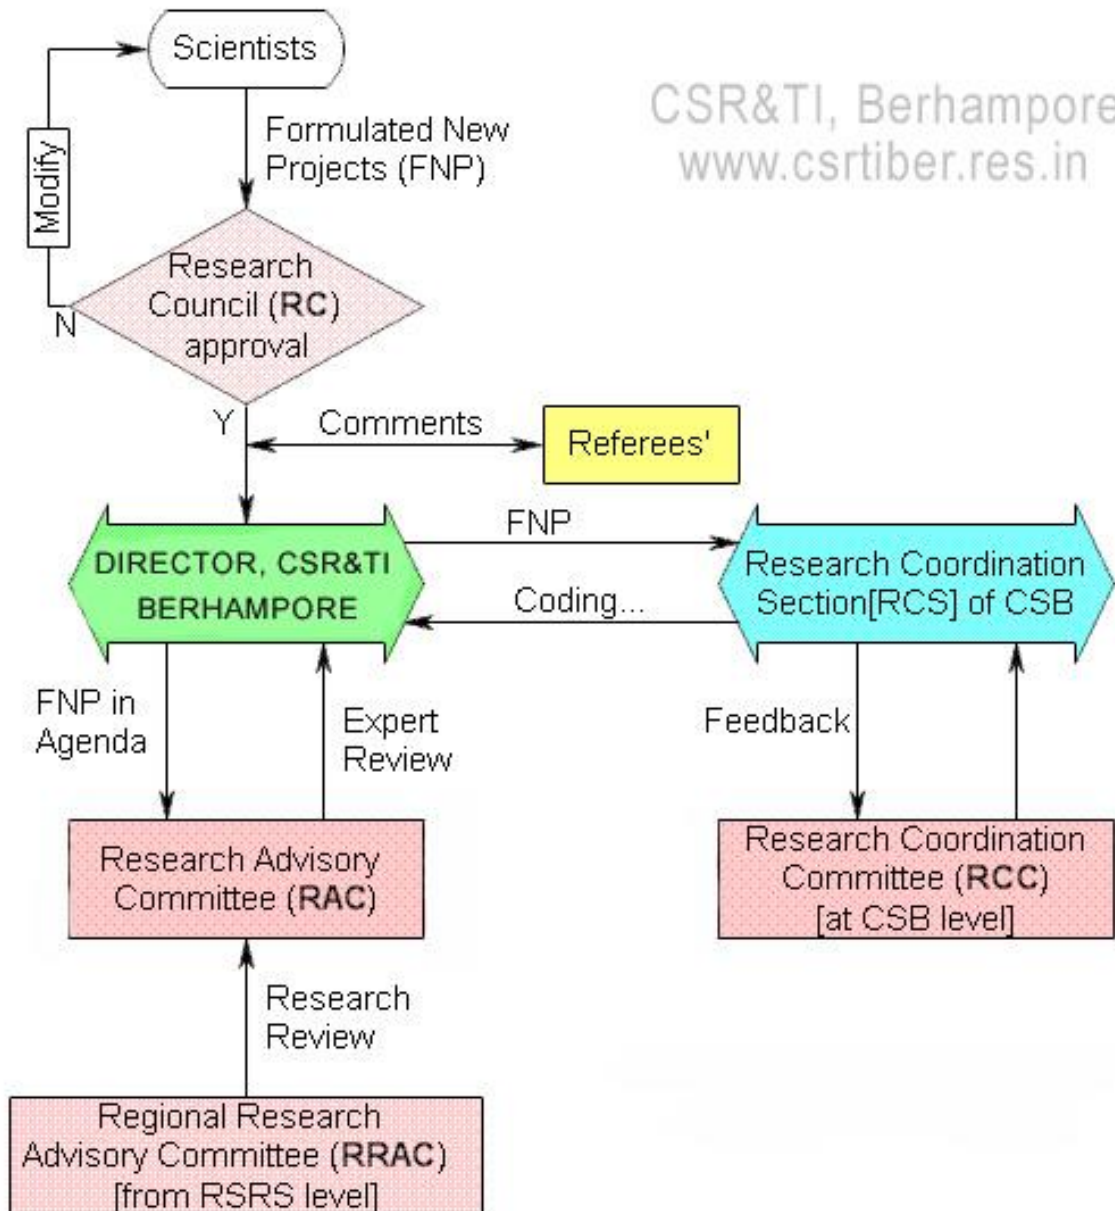 Scientists
CSR&TI, Berhampore
www.csrtiber.res.in
Formulated New
Projects (FNP)
Modify
Research
Council (RC)
approval
N
Y
Comments
Referees'
DIRECTOR, CSR&TI
BERHAMPORE
FNP
Coding...
Research Coordination
Section[RCS] of CSB
FNP in
Agenda
Expert
Review
Feedback
Research Advisory
Committee (RAC)
Research Coordination
Committee (RCC)
[at CSB level]
Research
Review
Regional Research
Advisory Committee (RRAC)
[from RSRS level]